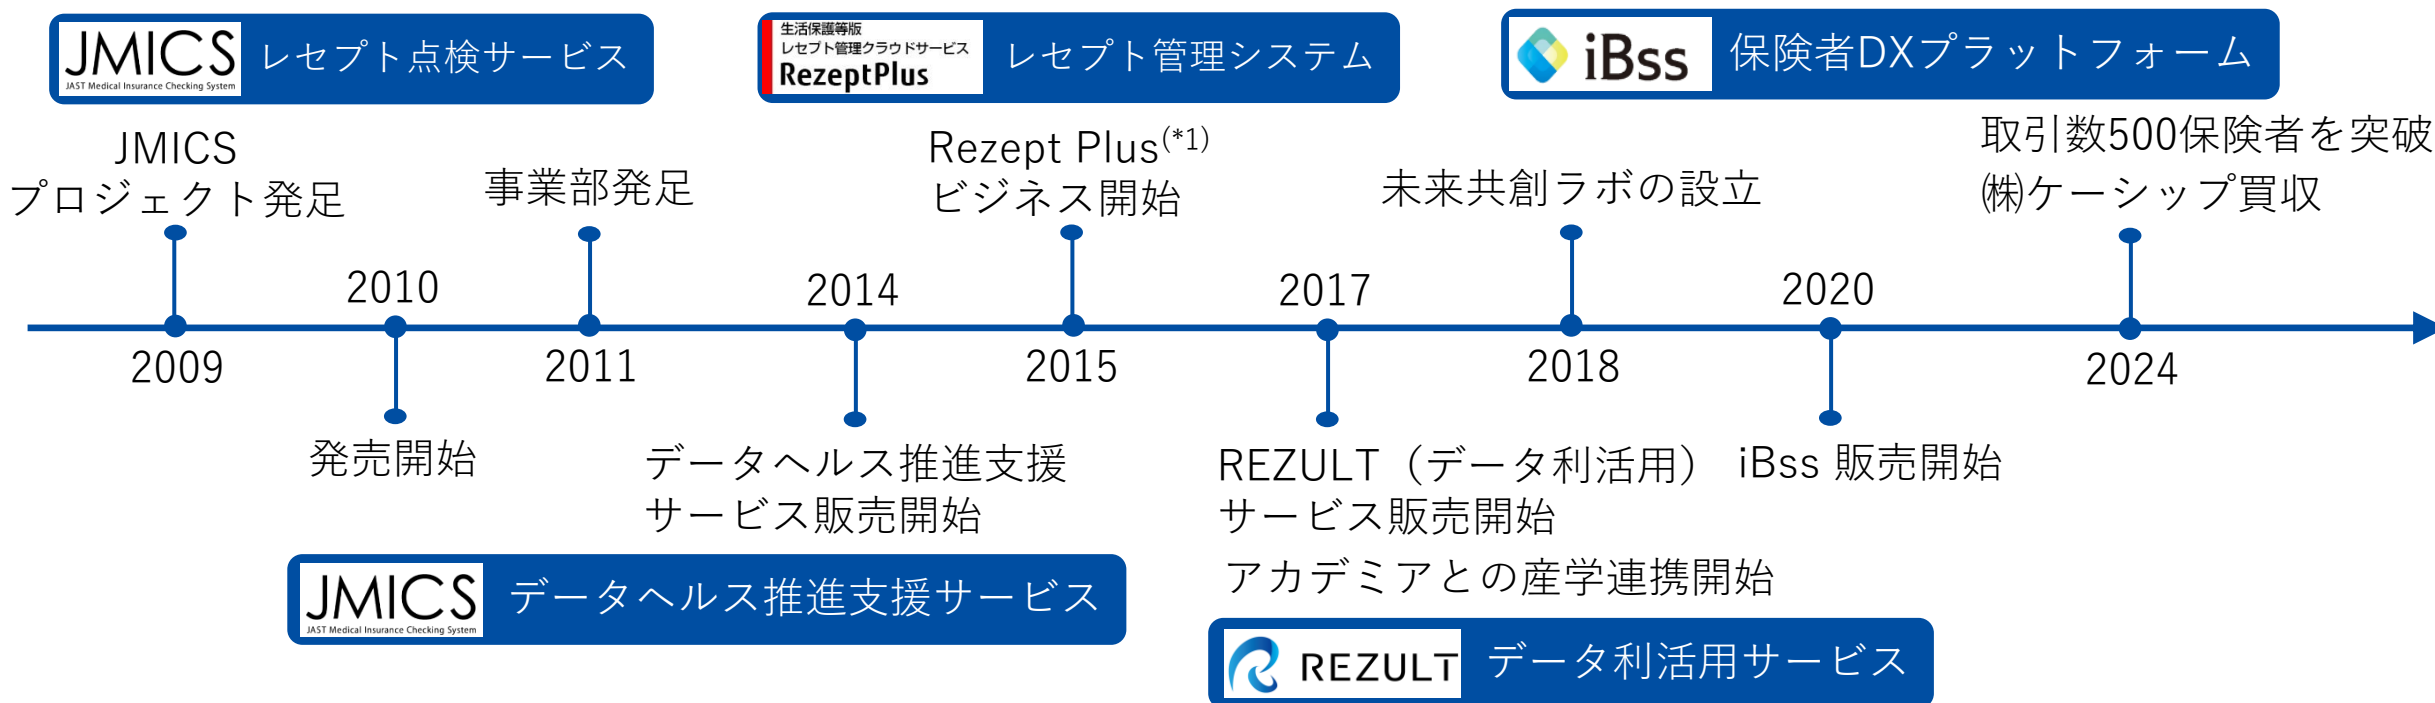 JMICS
JAST Medical Insurance Checking System
レセプト点検サービス
生活保護等版
レセプト管理クラウドサービス
RezeptPlus
レセプト管理システム
iBss
保険者DXプラットフォーム
JMICS
プロジェクト発足
事業部発足
Rezept Plus(*1)
ビジネス開始
未来共創ラボの設立
取引数500保険者を突破
㈱ケーシップ買収
2010
2014
2017
2020
2009
2011
2015
2018
2024
発売開始
データヘルス推進支援
サービス販売開始
REZULT（データ利活用）
サービス販売開始
アカデミアとの産学連携開始
iBss 販売開始
JMICS
JAST Medical Insurance Checking System
データヘルス推進支援サービス
REZULT
データ利活用サービス